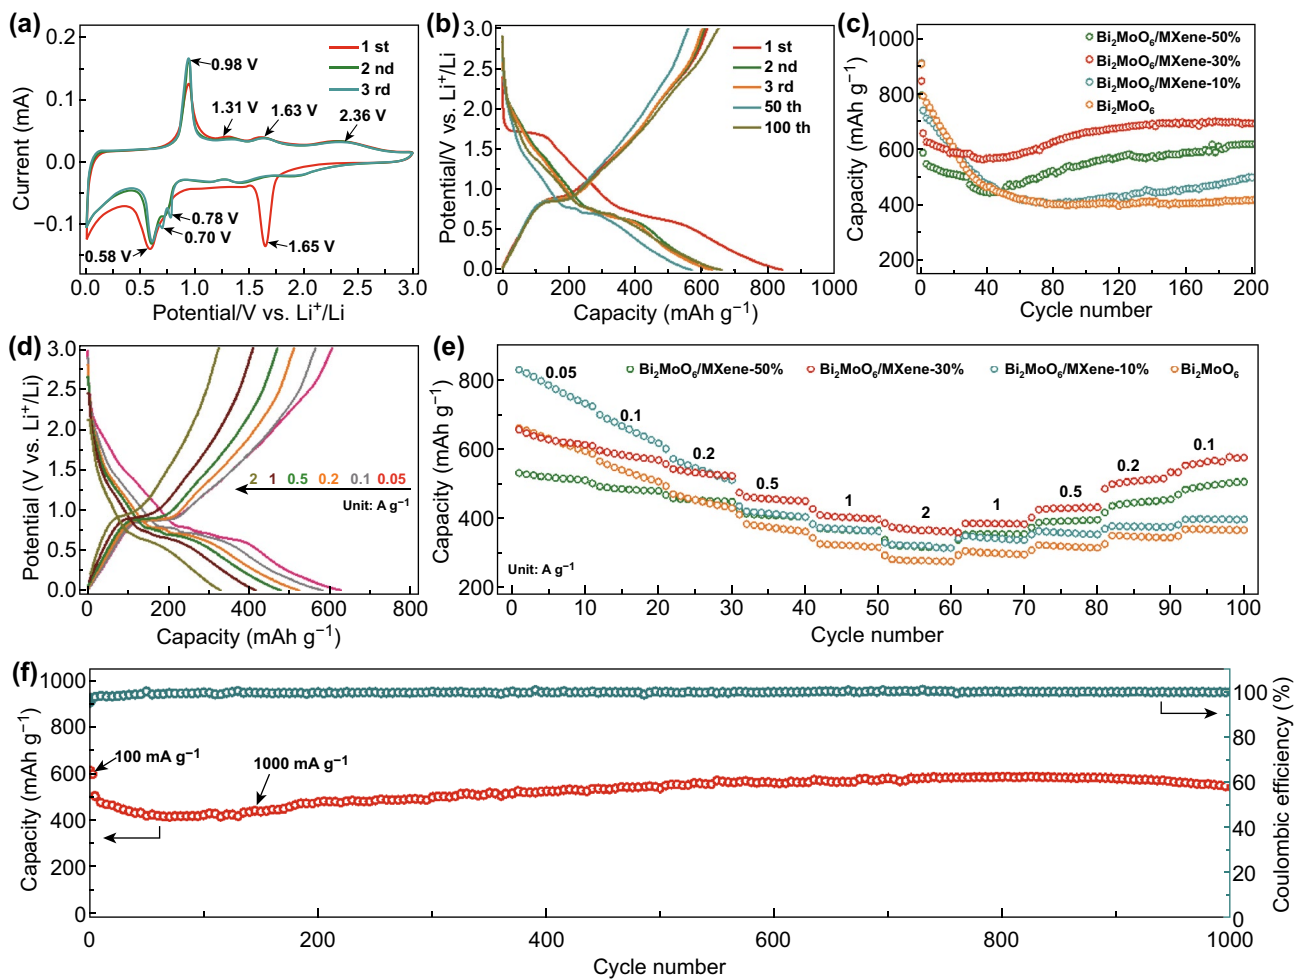 (a)
0.2
0.1
0.0
−0.1
Current (mA)
1 st
2 nd
3 rd
0.98 V
1.31 V
1.63 V
2.36 V
0.78 V
0.70 V
0.58 V
1.65 V
0.0 0.5 1.0 1.5 2.0 2.5 3.0
Potential/V vs. Li⁺/Li
(b)
3.0
2.0
1.0
0.0
Potential/V vs. Li⁺/Li
1 st
2 nd
3 rd
50 th
100 th
0 200 400 600 800 1000
Capacity (mAh g⁻¹)
(c)
1000
800
600
400
200
Capacity (mAh g⁻¹)
Bi₂MoO₆/MXene-50%
Bi₂MoO₆/MXene-30%
Bi₂MoO₆/MXene-10%
Bi₂MoO₆
0 40 80 120 160 200
Cycle number
(d)
3.0
2.0
1.5
1.0
0.5
0.0
Potential (V vs. Li⁺/Li)
2 1 0.5 0.2 0.1 0.05
Unit: A g⁻¹
0 200 400 600 800
Capacity (mAh g⁻¹)
(e)
800
600
400
200
Capacity (mAh g⁻¹)
Bi₂MoO₆/MXene-50% Bi₂MoO₆/MXene-30% Bi₂MoO₆/MXene-10% Bi₂MoO₆
0.05
0.1
0.2
0.5
1
2
1
0.5
0.2
0.1
Unit: A g⁻¹
0 10 20 30 40 50 60 70 80 90 100
Cycle number
(f)
1000
800
600
400
200
0
Capacity (mAh g⁻¹)
100 mA g⁻¹
1000 mA g⁻¹
100
80
60
40
20
0
Coulombic efficiency (%)
0 200 400 600 800 1000
Cycle number